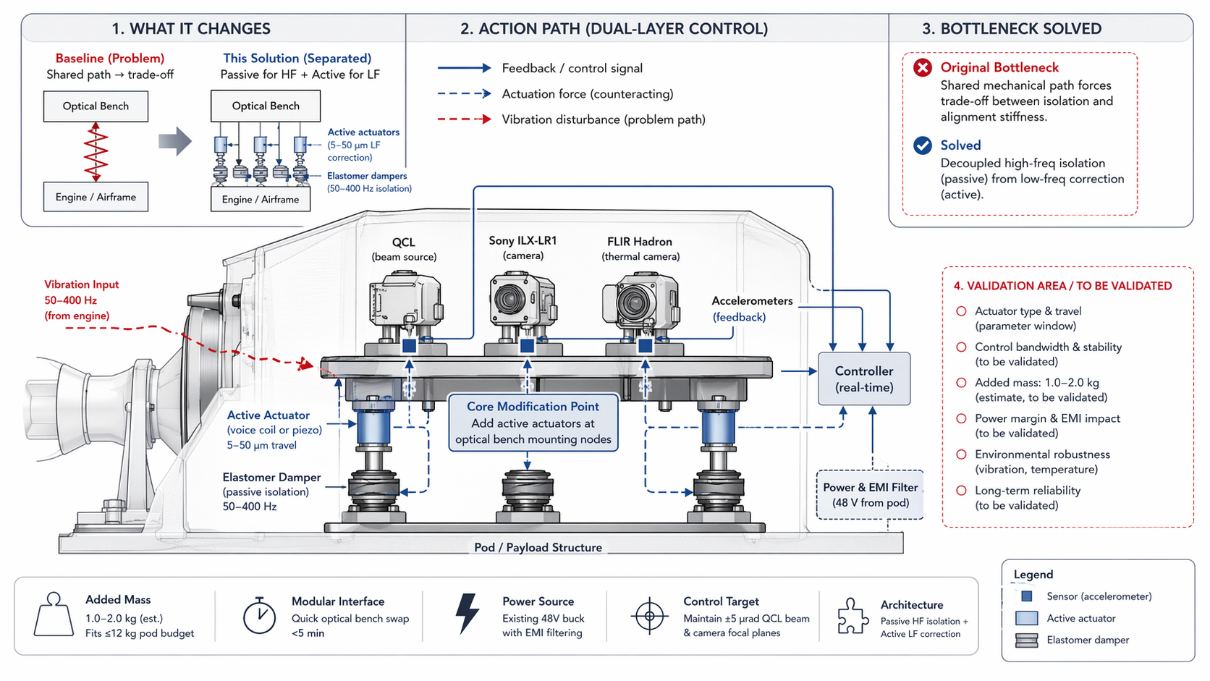 1. WHAT IT CHANGES
Baseline (Problem)
Shared path → trade-off
Optical Bench
Engine / Airframe
This Solution (Separated)
Passive for HF + Active for LF
Optical Bench
Engine / Airframe
Active actuators
(5–50 μm LF
correction)
Elastomer dampers
(50–400 Hz isolation)
2. ACTION PATH (DUAL-LAYER CONTROL)
Feedback / control signal
Actuation force (counteracting)
Vibration disturbance (problem path)
3. BOTTLENECK SOLVED
Original Bottleneck
Shared mechanical path forces
trade-off between isolation and
alignment stiffness.
Solved
Decoupled high-freq isolation
(passive) from low-freq correction
(active).
QCL
(beam source)
Sony ILX-LR1
(camera)
FLIR Hadron
(thermal camera)
Vibration Input
50–400 Hz
(from engine)
Accelerometers
(feedback)
Controller
(real-time)
Core Modification Point
Add active actuators at
optical bench mounting nodes
Active Actuator
(voice coil or piezo)
5–50 μm travel
Elastomer Damper
(passive isolation)
50–400 Hz
Power & EMI Filter
(48 V from pod)
Pod / Payload Structure
4. VALIDATION AREA / TO BE VALIDATED
Actuator type & travel
(parameter window)
Control bandwidth & stability
(to be validated)
Added mass: 1.0–2.0 kg
(estimate, to be validated)
Power margin & EMI impact
(to be validated)
Environmental robustness
(vibration, temperature)
Long-term reliability
(to be validated)
Added Mass
1.0–2.0 kg (est.)
Fits ≤12 kg pod budget
Modular Interface
Quick optical bench swap
<5 min
Power Source
Existing 48V buck
with EMI filtering
Control Target
Maintain ±5 μrad QCL beam
& camera focal planes
Architecture
Passive HF isolation +
Active LF correction
Legend
Sensor (accelerometer)
Active actuator
Elastomer damper